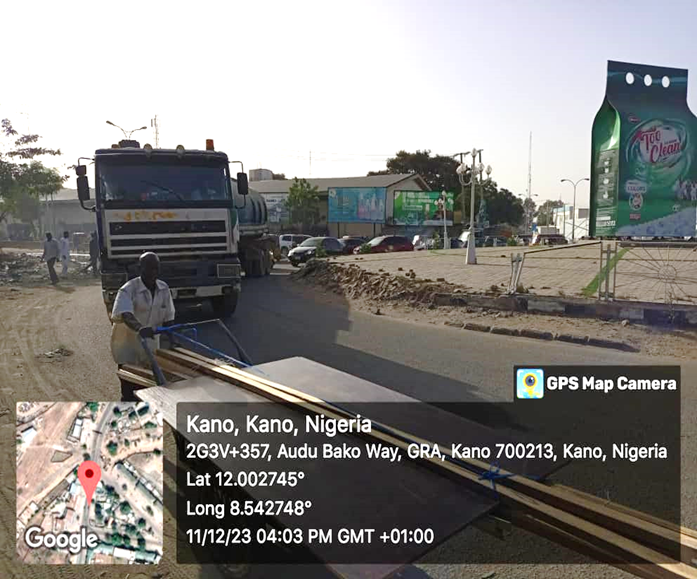 Too
Clean
GPS Map Camera
Kano, Kano, Nigeria
2G3V+357, Audu Bako Way, GRA, Kano 700213, Kano, Nigeria
Lat 12.002745°
Long 8.542748°
11/12/23 04:03 PM GMT +01:00
Google